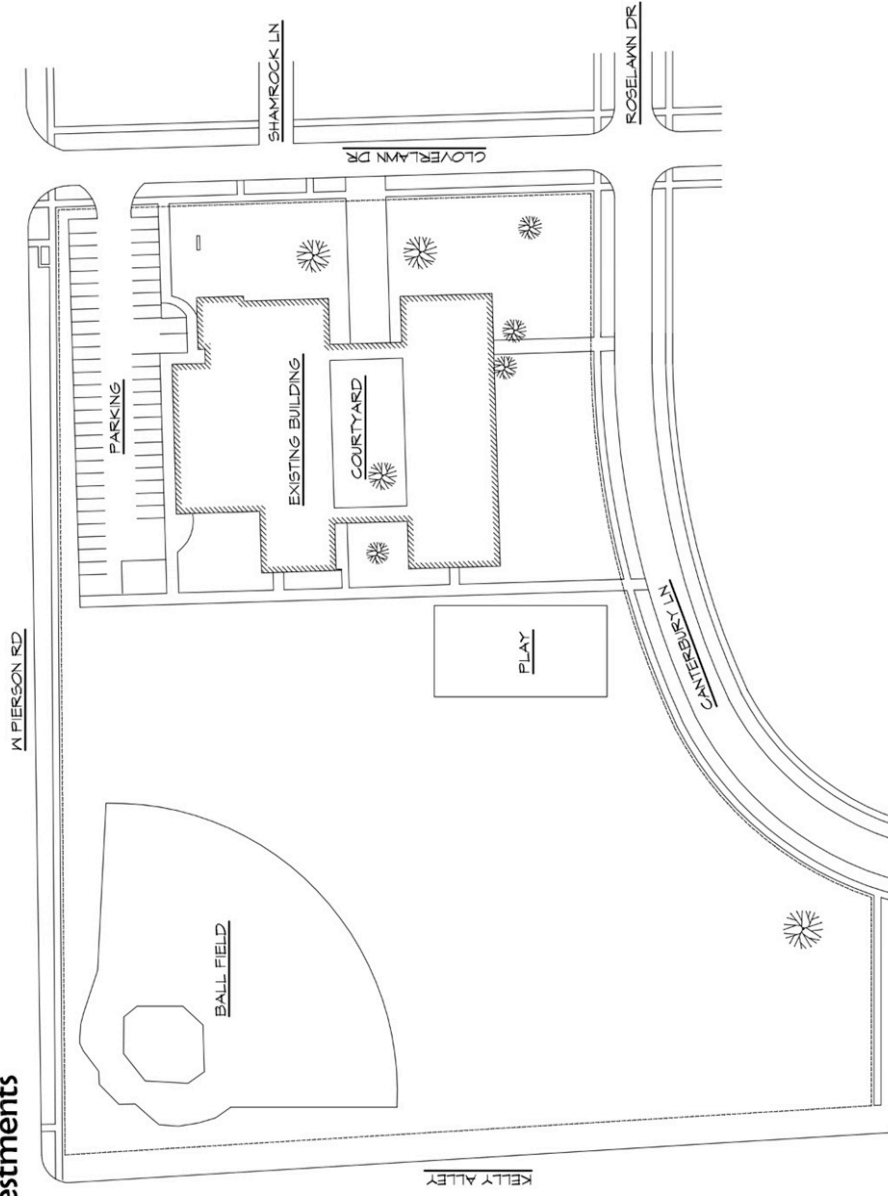 SHAMROCK LN
ROSELAWN DR
CLOVERLAWN DR
PARKING
EXISTING BUILDING
COURTYARD
W PIERSON RD
PLAY
CANTERBURY LN
BALL FIELD
KELLY ALLEY